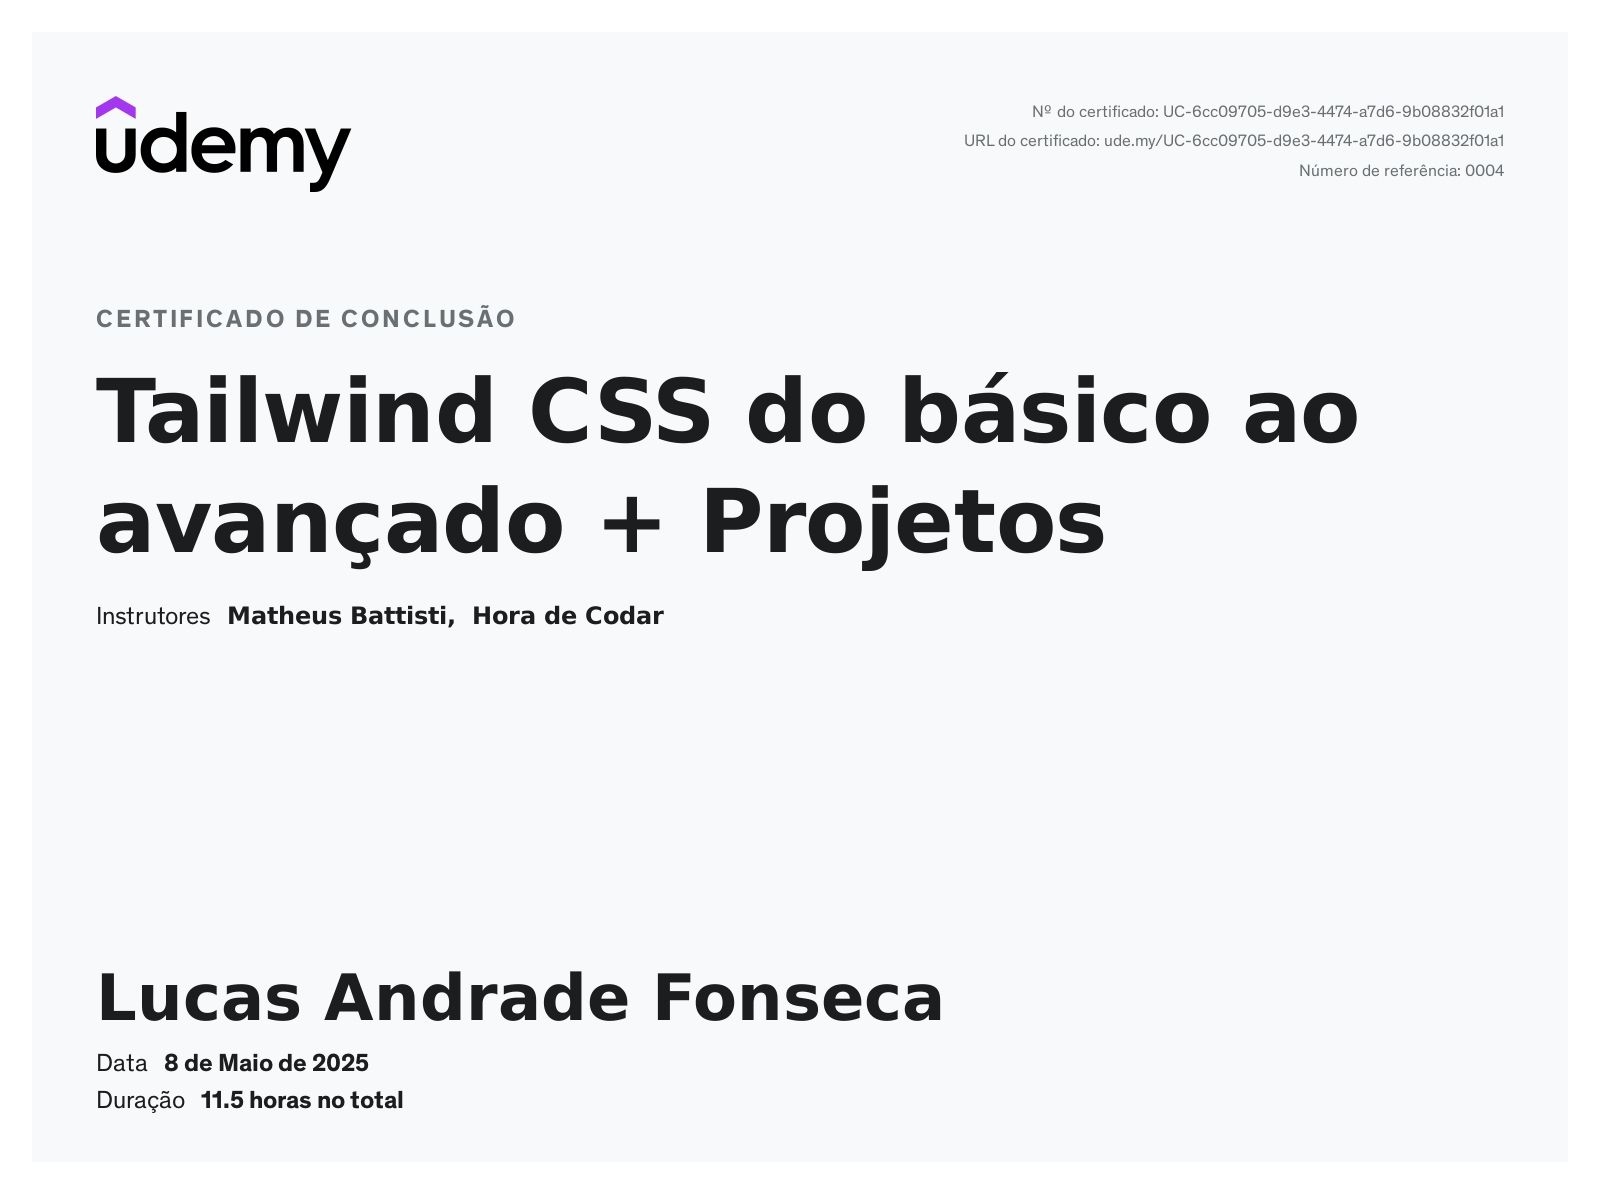 udemy
Nº do certificado: UC-6cc09705-d9e3-4474-a7d6-9b08832f01a1
URL do certificado: ude.my/UC-6cc09705-d9e3-4474-a7d6-9b08832f01a1
Número de referência: 0004
CERTIFICADO DE CONCLUSÃO
Tailwind CSS do básico ao
avançado + Projetos
Instrutores Matheus Battisti, Hora de Codar
Lucas Andrade Fonseca
Data 8 de Maio de 2025
Duração 11.5 horas no total